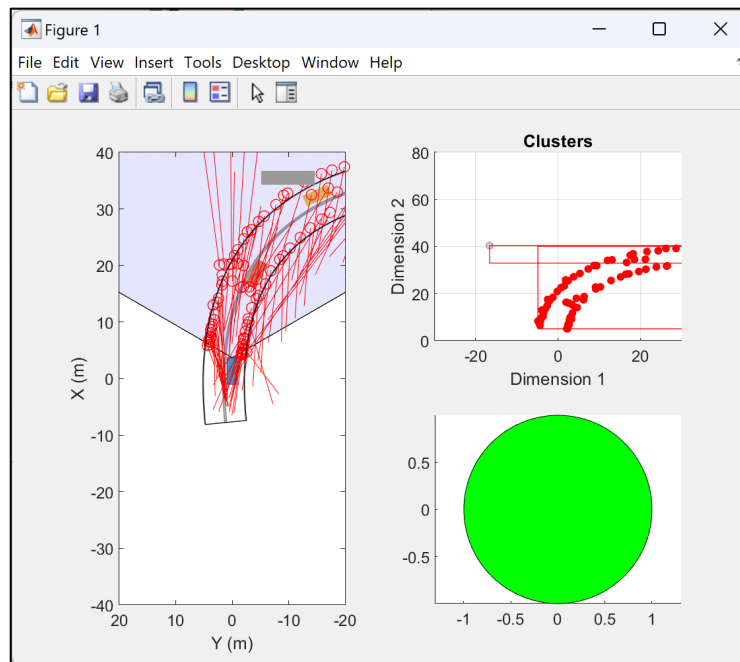 Figure 1
File Edit View Insert Tools Desktop Window Help
40
30
20
10
0
-10
-20
-30
-40
X (m)
20 10 0 -10 -20
Y (m)
Clusters
80
60
40
20
0
Dimension 2
-20 0 20
Dimension 1
0.5
0
-0.5
-1 -0.5 0 0.5 1